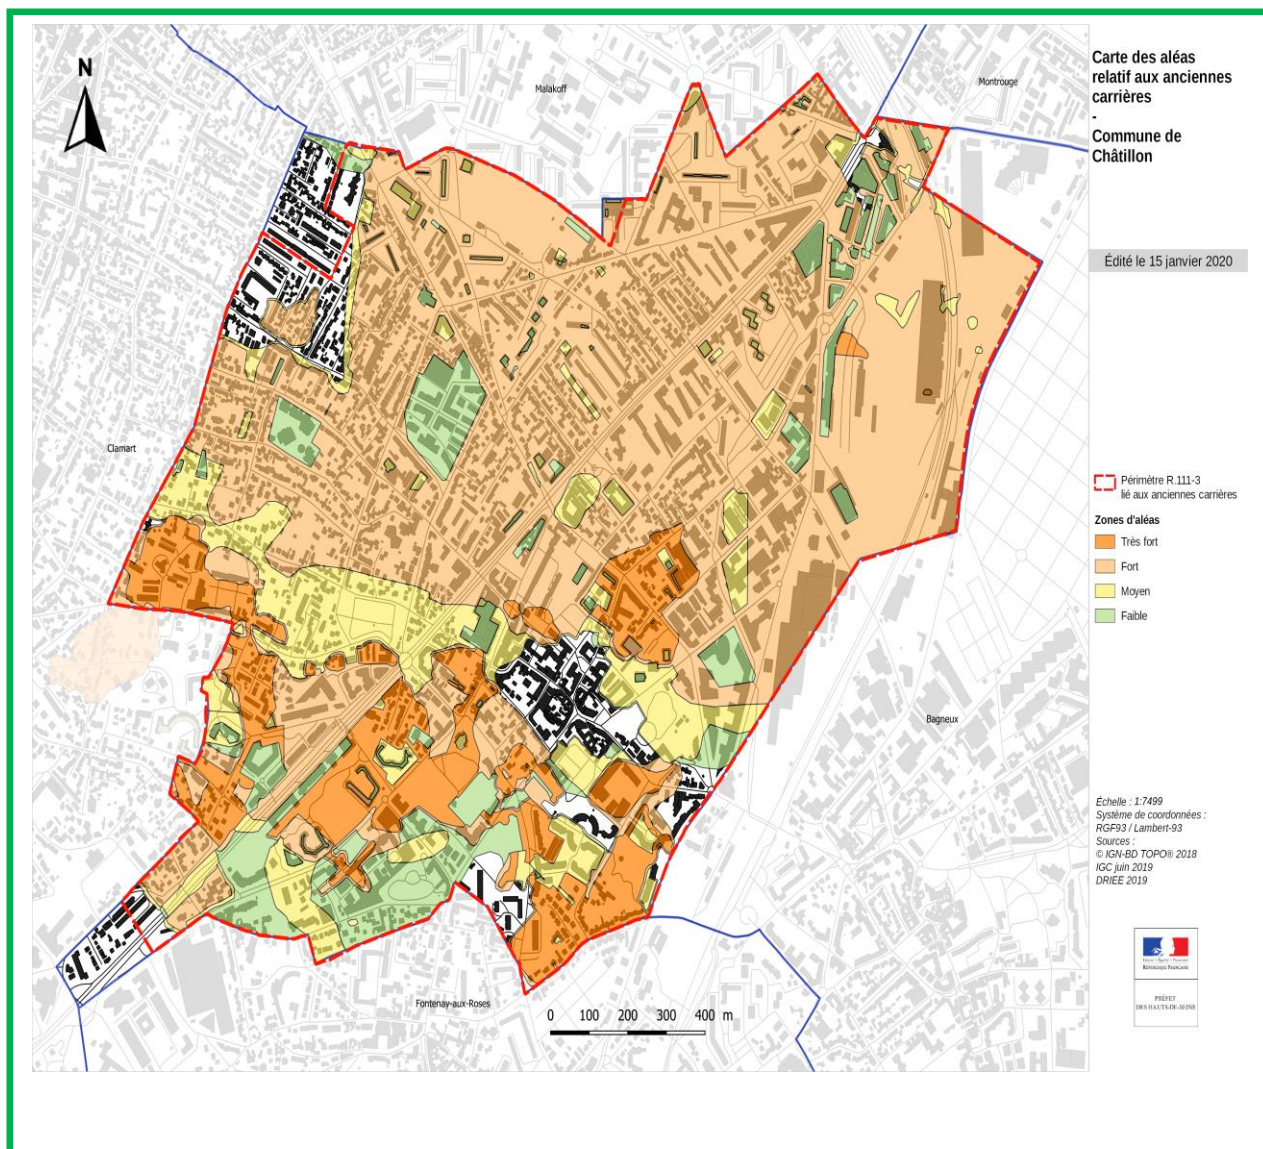 Carte des aléas
relatif aux anciennes
carrières
-
Commune de
Châtillon
Édité le 15 janvier 2020
N
Malakoff
Montrouge
Clamart
Bagneux
Fontenay-aux-Roses
Périmètre R.111-3
lié aux anciennes carrières
Zones d'aléas
Très fort
Fort
Moyen
Faible
Échelle : 1:7499
Système de coordonnées :
RGF93 / Lambert-93
Sources :
© IGN-BD TOPO® 2018
IGC juin 2019
DRIEE 2019
0 100 200 300 400 m
RÉPUBLIQUE FRANÇAISE
PRÉFET
DES HAUTS-DE-SEINE